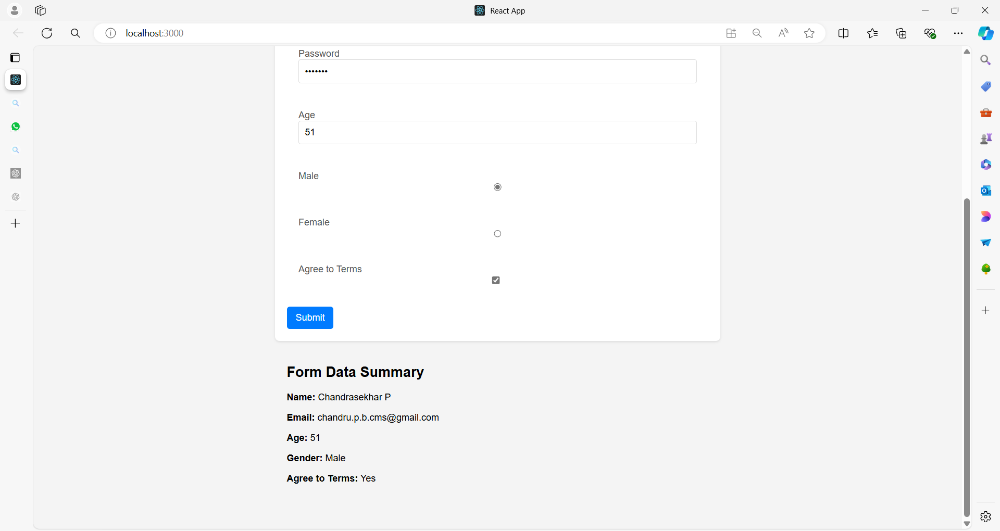 React App
localhost:3000
Password
•••••••
Age
51
Male
Female
Agree to Terms
Submit
Form Data Summary
Name: Chandrasekhar P
Email: chandru.p.b.cms@gmail.com
Age: 51
Gender: Male
Agree to Terms: Yes